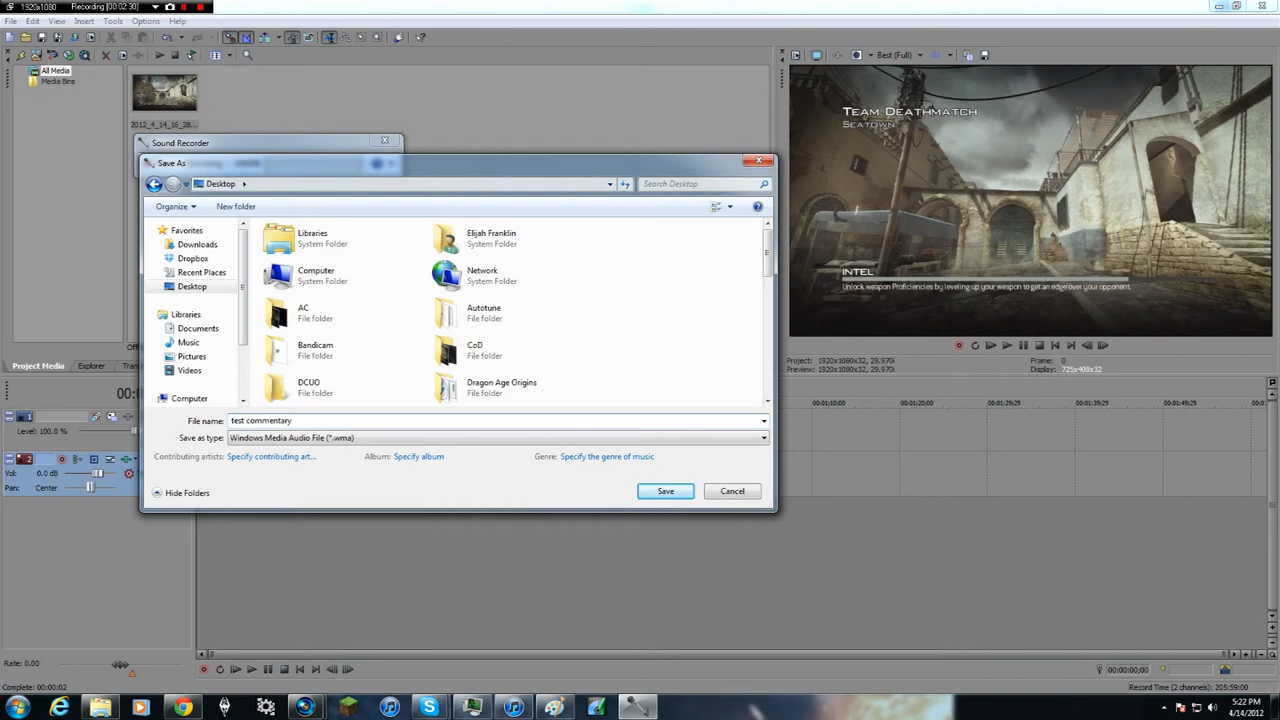 1920x1080 Recording [00:02:30]
File Edit View Insert Tools Options Help
All Media
Media Bins
2012_4_14_16_28...
Best (Full)
Sound Recorder
Save As
Desktop
Search Desktop
Organize
New folder
Favorites
Downloads
Dropbox
Recent Places
Desktop
Libraries
Documents
Music
Pictures
Videos
Computer
Libraries
System Folder
Elijah Franklin
System Folder
Computer
System Folder
Network
System Folder
AC
File folder
Autotune
File folder
Bandicam
File folder
CoD
File folder
DCUO
File folder
Dragon Age Origins
File folder
File name: test commentary
Save as type: Windows Media Audio File (*.wma)
Contributing artists: Specify contributing art...
Album: Specify album
Genre: Specify the genre of music
Hide Folders
Save
Cancel
Team Deathmatch
Seatown
INTEL
Unlock weapon Proficiencies by leveling up your weapon to get an edge over your opponent.
Project: 1920x1080x32, 29.970i
Preview: 1920x1080x32, 29.970i
Frame: 0
Display: 725x408x32
Project Media
Explorer
1
Level: 100.0 %
2
Vol: 0.0 dB
Pan: Center
00:01:10:00 00:01:20:00 00:01:29:29 00:01:39:29 00:01:49:29
Rate: 0.00
00:00:00;00
Complete: 00:00:02
Record Time (2 channels): 205:59:00
5:22 PM
4/14/2012